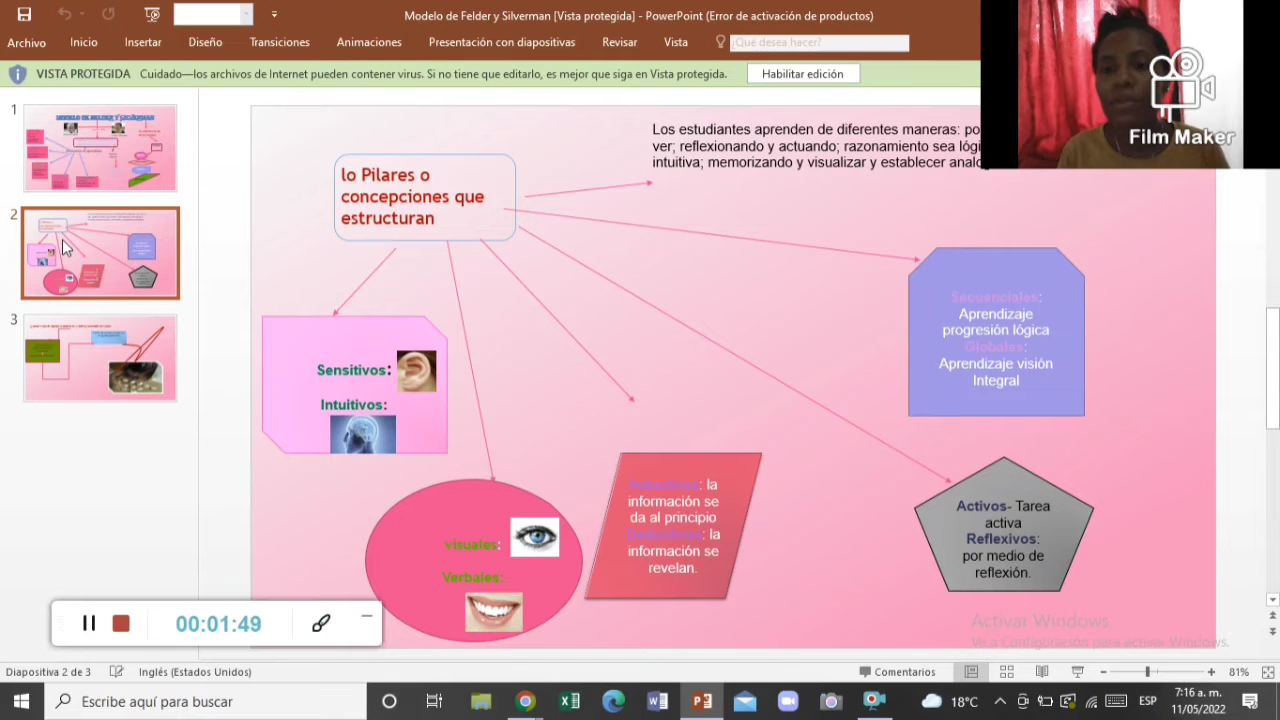 Modelo de Felder y Silverman [Vista protegida] - PowerPoint (Error de activación de productos)
Archivo Inicio Insertar Diseño Transiciones Animaciones Presentación con diapositivas Revisar Vista ¿Qué desea hacer?
VISTA PROTEGIDA Cuidado—los archivos de Internet pueden contener virus. Si no tiene que editarlo, es mejor que siga en Vista protegida. Habilitar edición
Film Maker
1
2
3
Los estudiantes aprenden de diferentes maneras:
ver; reflexionando y actuando; razonamiento sea
intuitiva; memorizando y visualizar y establecer
lo Pilares o
concepciones que
estructuran
Secuenciales:
Aprendizaje
progresión lógica
Globales:
Aprendizaje visión
Integral
Sensitivos:
Intuitivos:
visuales:
Verbales:
: la
información se
da al principio
: la
información se
revelan.
Activos- Tarea
activa
Reflexivos:
por medio de
reflexión.
00:01:49
Activar Windows
Ve a Configuración para activar Windows.
Diapositiva 2 de 3 Inglés (Estados Unidos) Comentarios 81%
Escribe aquí para buscar
18°C ESP
7:16 a. m.
11/05/2022